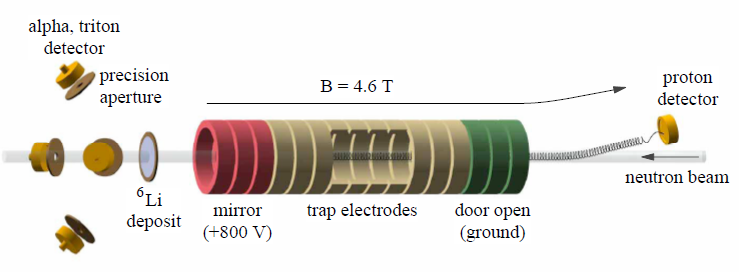 alpha, triton
detector
precision
aperture
B = 4.6 T
proton
detector
neutron beam
⁶Li
deposit
mirror
(+800 V)
trap electrodes
door open
(ground)